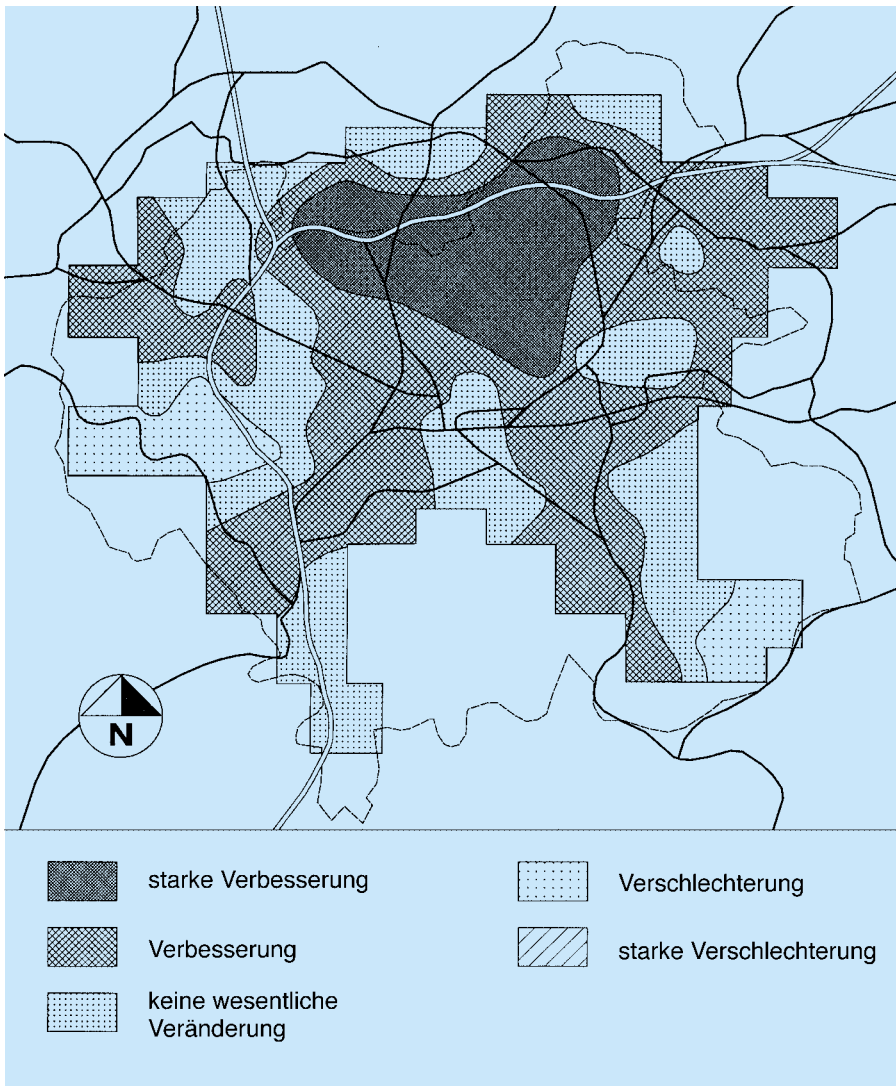 N
starke Verbesserung
Verbesserung
keine wesentliche
Veränderung
Verschlechterung
starke Verschlechterung